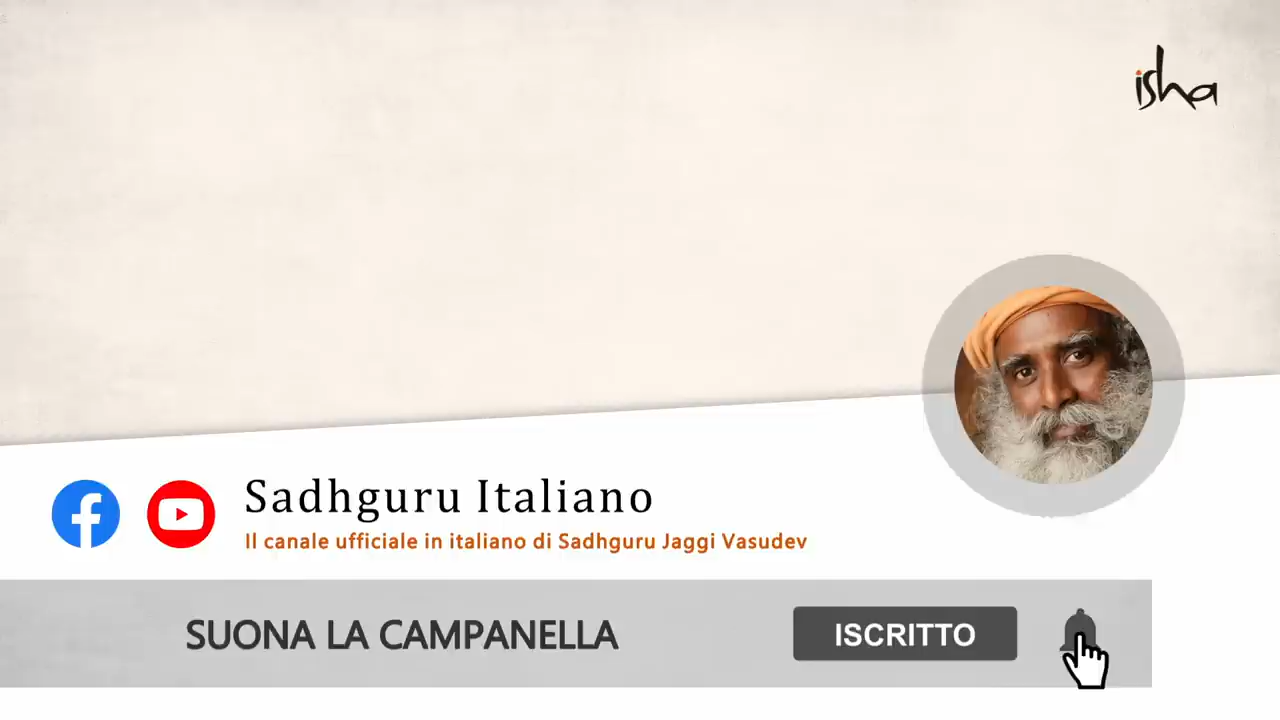 isha
Sadhguru Italiano
Il canale ufficiale in italiano di Sadhguru Jaggi Vasudev
SUONA LA CAMPANELLA
ISCRITTO